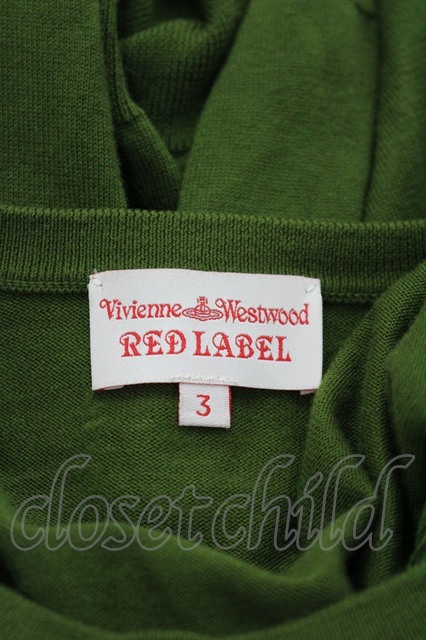 Vivienne Westwood
RED LABEL
3
closetchild